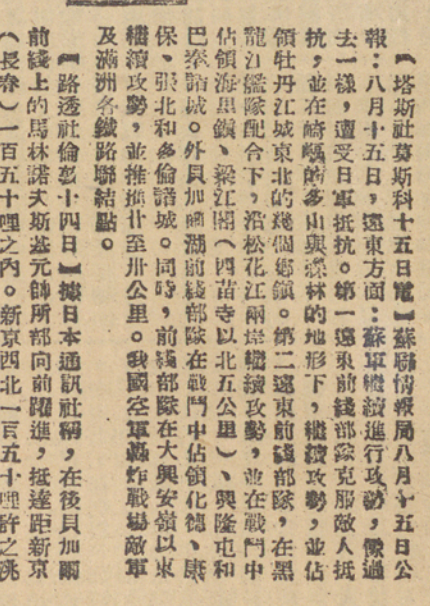 【塔斯社莫斯科十五日電】蘇聯情報局八月十五日公
報：八月十五日，遠東方面：蘇軍繼續進行攻勢，像過
去一樣，遭受日軍抵抗。第一遠東前綫部隊克服敵人抵
抗，並在崎嶇的多山與森林的地形下，繼續攻勢，並佔
領牡丹江城東北的幾個鄉鎮。第二遠東前綫部隊，在黑
龍江艦隊配合下，沿松花江兩岸繼續攻勢，並在戰鬥中
佔領海黑鎮、梁江閣（四苗寺以北五公里）、興隆屯和
巴奉諸城。外貝加爾湖前綫部隊在戰鬥中佔領化德、康
保、張北和多倫諸城。同時，前綫部隊在大興安嶺以東
繼續攻勢，並推進廿至卅公里。我國空軍轟炸戰場敵軍
及滿洲各鐵路聯結點。
【路透社倫敦十四日】據日本通訊社稱，在後貝加爾
前綫上的馬林諾夫斯基元帥所部向前躍進，抵達距新京
（長春）一百五十哩之內。新京西北一百五十哩許之洮